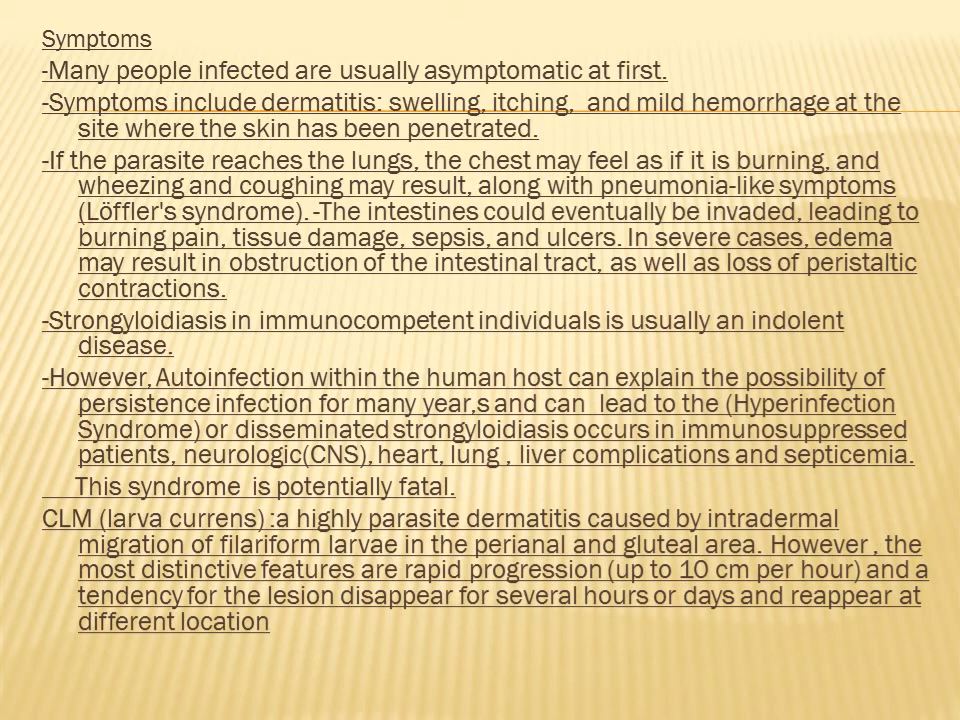 Symptoms
-Many people infected are usually asymptomatic at first.
-Symptoms include dermatitis: swelling, itching,  and mild hemorrhage at the
site where the skin has been penetrated.
-If the parasite reaches the lungs, the chest may feel as if it is burning, and
wheezing and coughing may result, along with pneumonia-like symptoms
(Löffler's syndrome). -The intestines could eventually be invaded, leading to
burning pain, tissue damage, sepsis, and ulcers. In severe cases, edema
may result in obstruction of the intestinal tract, as well as loss of peristaltic
contractions.
-Strongyloidiasis in immunocompetent individuals is usually an indolent
disease.
-However, Autoinfection within the human host can explain the possibility of
persistence infection for many year,s and can  lead to the (Hyperinfection
Syndrome) or disseminated strongyloidiasis occurs in immunosuppressed
patients, neurologic(CNS), heart, lung , liver complications and septicemia.
This syndrome  is potentially fatal.
CLM (larva currens) :a highly parasite dermatitis caused by intradermal
migration of filariform larvae in the perianal and gluteal area. However , the
most distinctive features are rapid progression (up to 10 cm per hour) and a
tendency for the lesion disappear for several hours or days and reappear at
different location